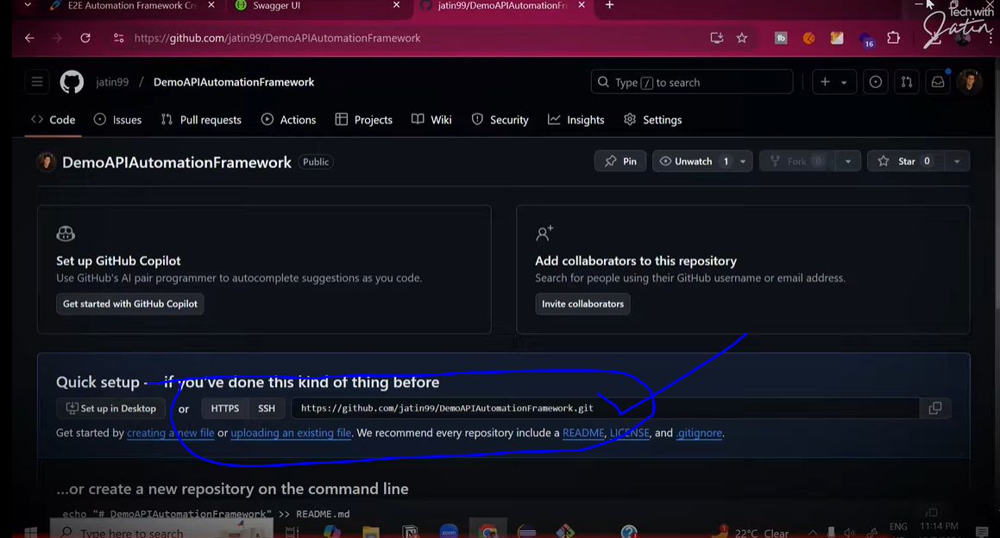 E2E Automation Framework Cre
Swagger UI
jatin99/DemoAPIAutomationFr
Tech with
Jatin
https://github.com/jatin99/DemoAPIAutomationFramework
16
jatin99 / DemoAPIAutomationFramework
Type / to search
Code
Issues
Pull requests
Actions
Projects
Wiki
Security
Insights
Settings
DemoAPIAutomationFramework
Public
Pin
Unwatch 1
Fork 0
Star 0
Set up GitHub Copilot
Use GitHub's AI pair programmer to autocomplete suggestions as you code.
Get started with GitHub Copilot
Add collaborators to this repository
Search for people using their GitHub username or email address.
Invite collaborators
Quick setup — if you've done this kind of thing before
Set up in Desktop or HTTPS SSH https://github.com/jatin99/DemoAPIAutomationFramework.git
Get started by creating a new file or uploading an existing file. We recommend every repository include a README, LICENSE, and .gitignore.
...or create a new repository on the command line
echo "# DemoAPIAutomationFramework" >> README.md
Type here to search
zoom
22°C Clear
ENG
11:14 PM